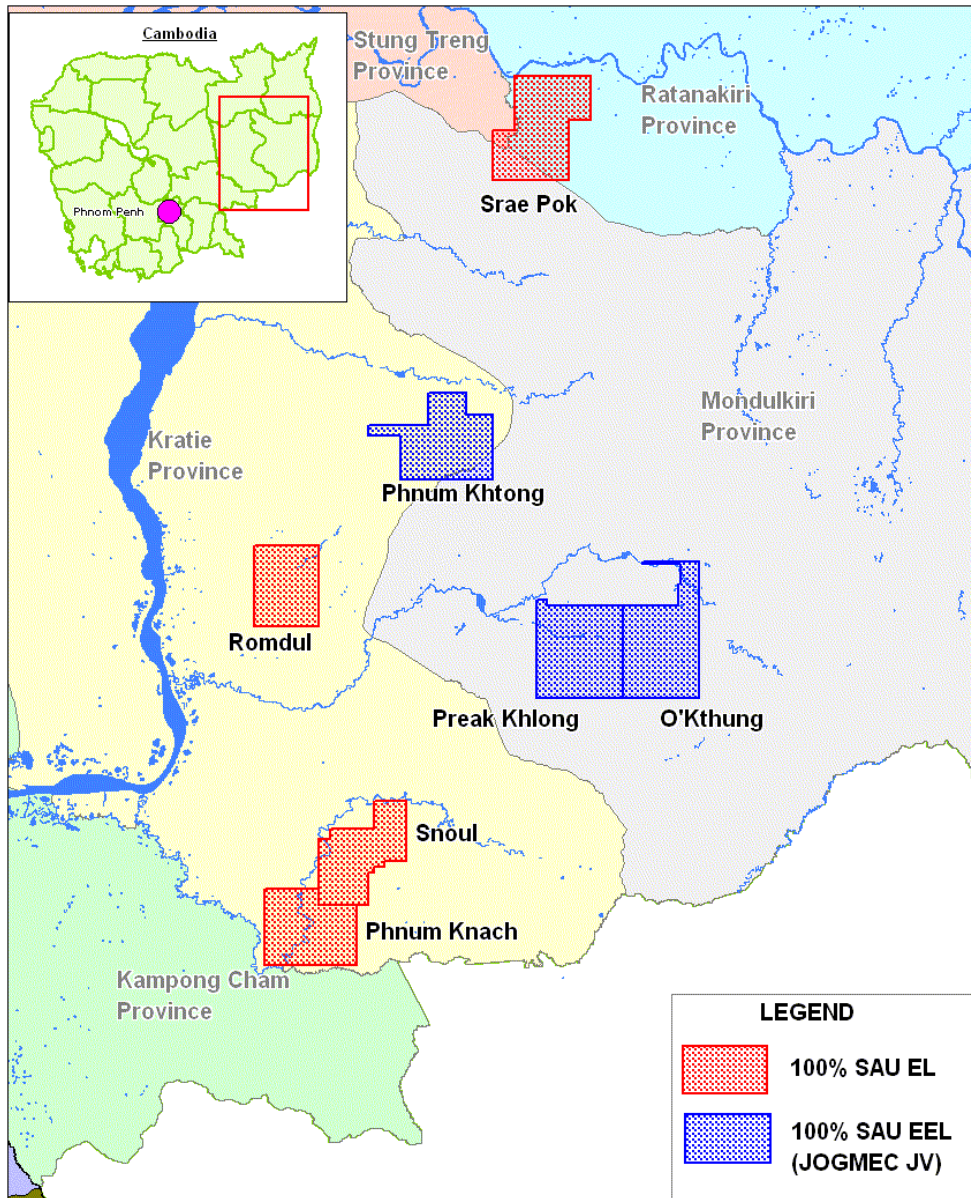 Cambodia
Phnom Penh
Stung Treng
Province
Ratanakiri
Province
Srae Pok
Mondulkiri
Province
Kratie
Province
Phnum Khtong
Romdul
Preak Khlong
O'Kthung
Snoul
Phnum Knach
Kampong Cham
Province
LEGEND
100% SAU EL
100% SAU EEL
(JOGMEC JV)